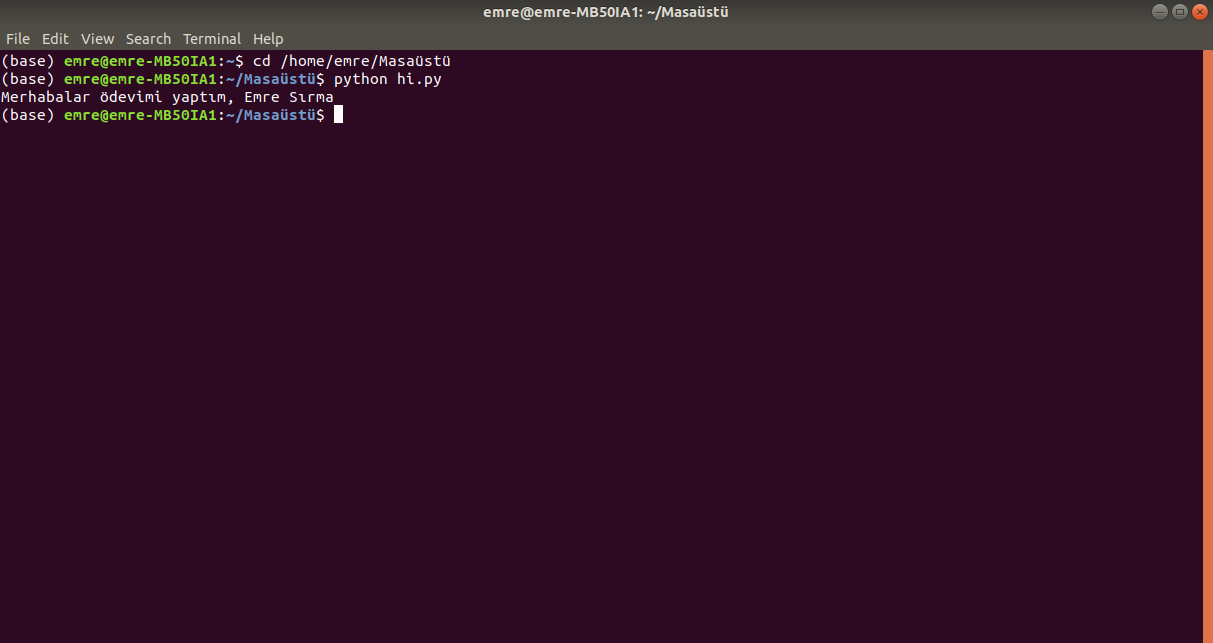 emre@emre-MB50IA1: ~/Masaüstü
File Edit View Search Terminal Help
(base) emre@emre-MB50IA1:~$ cd /home/emre/Masaüstü
(base) emre@emre-MB50IA1:~/Masaüstü$ python hi.py
Merhabalar ödevimi yaptım, Emre Sırma
(base) emre@emre-MB50IA1:~/Masaüstü$